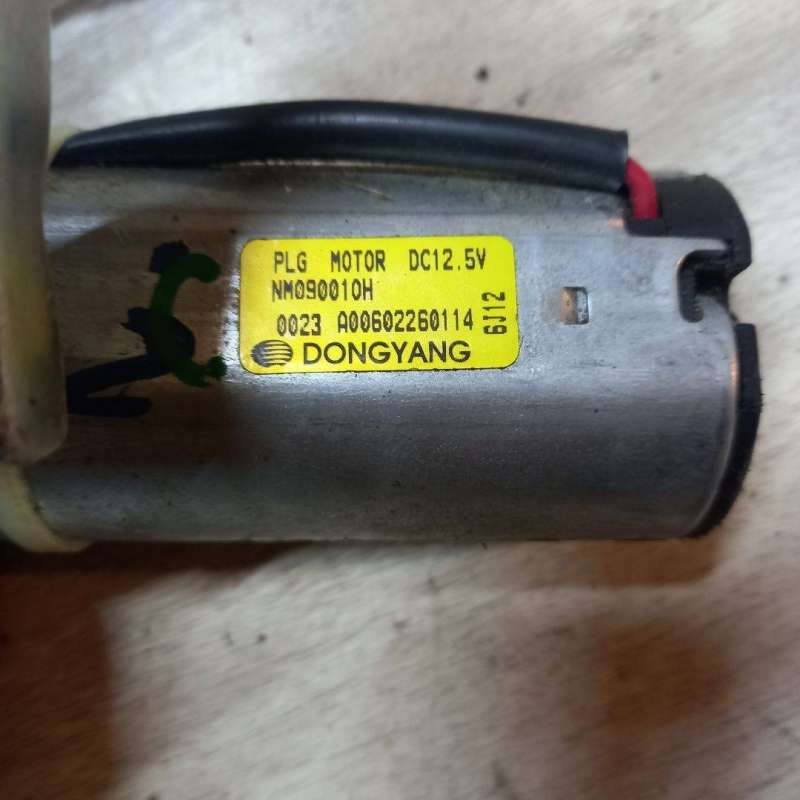 PLG MOTOR DC12.5V
NM090010H
0023 A00602260114
6J12
DONGYANG